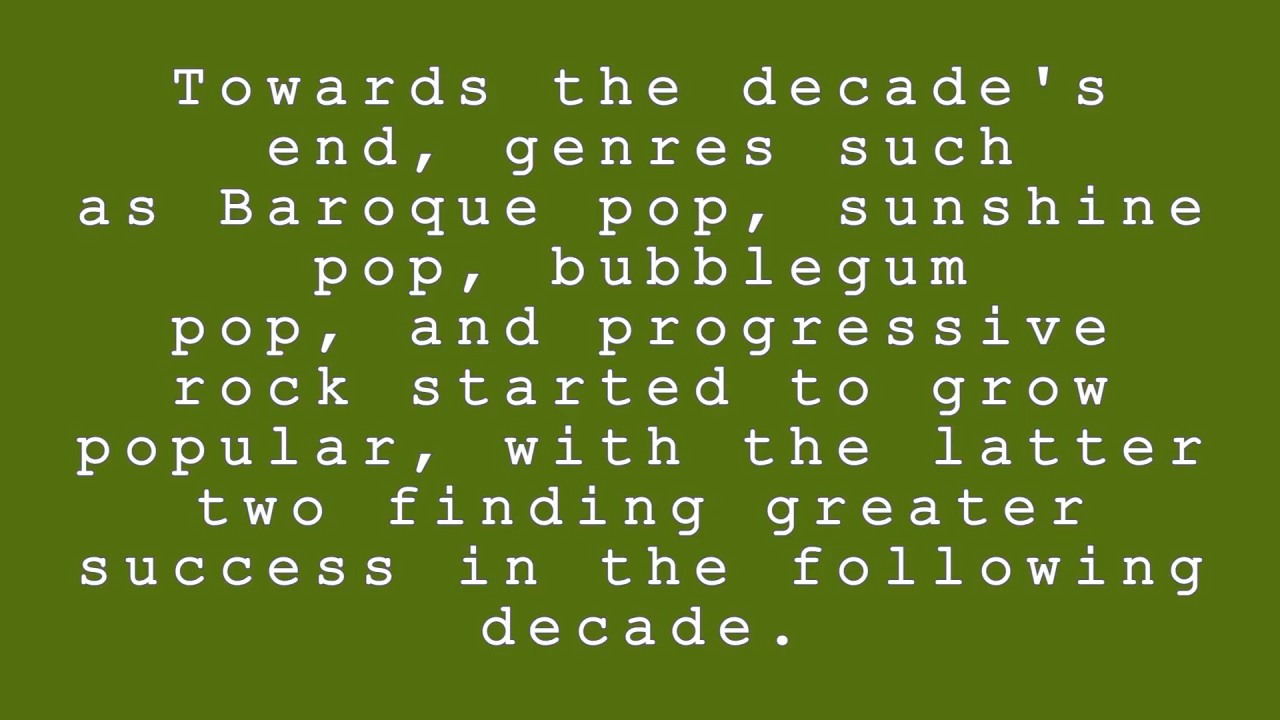 Towards the decade's
end, genres such
as Baroque pop, sunshine
pop, bubblegum
pop, and progressive
rock started to grow
popular, with the latter
two finding greater
success in the following
decade.